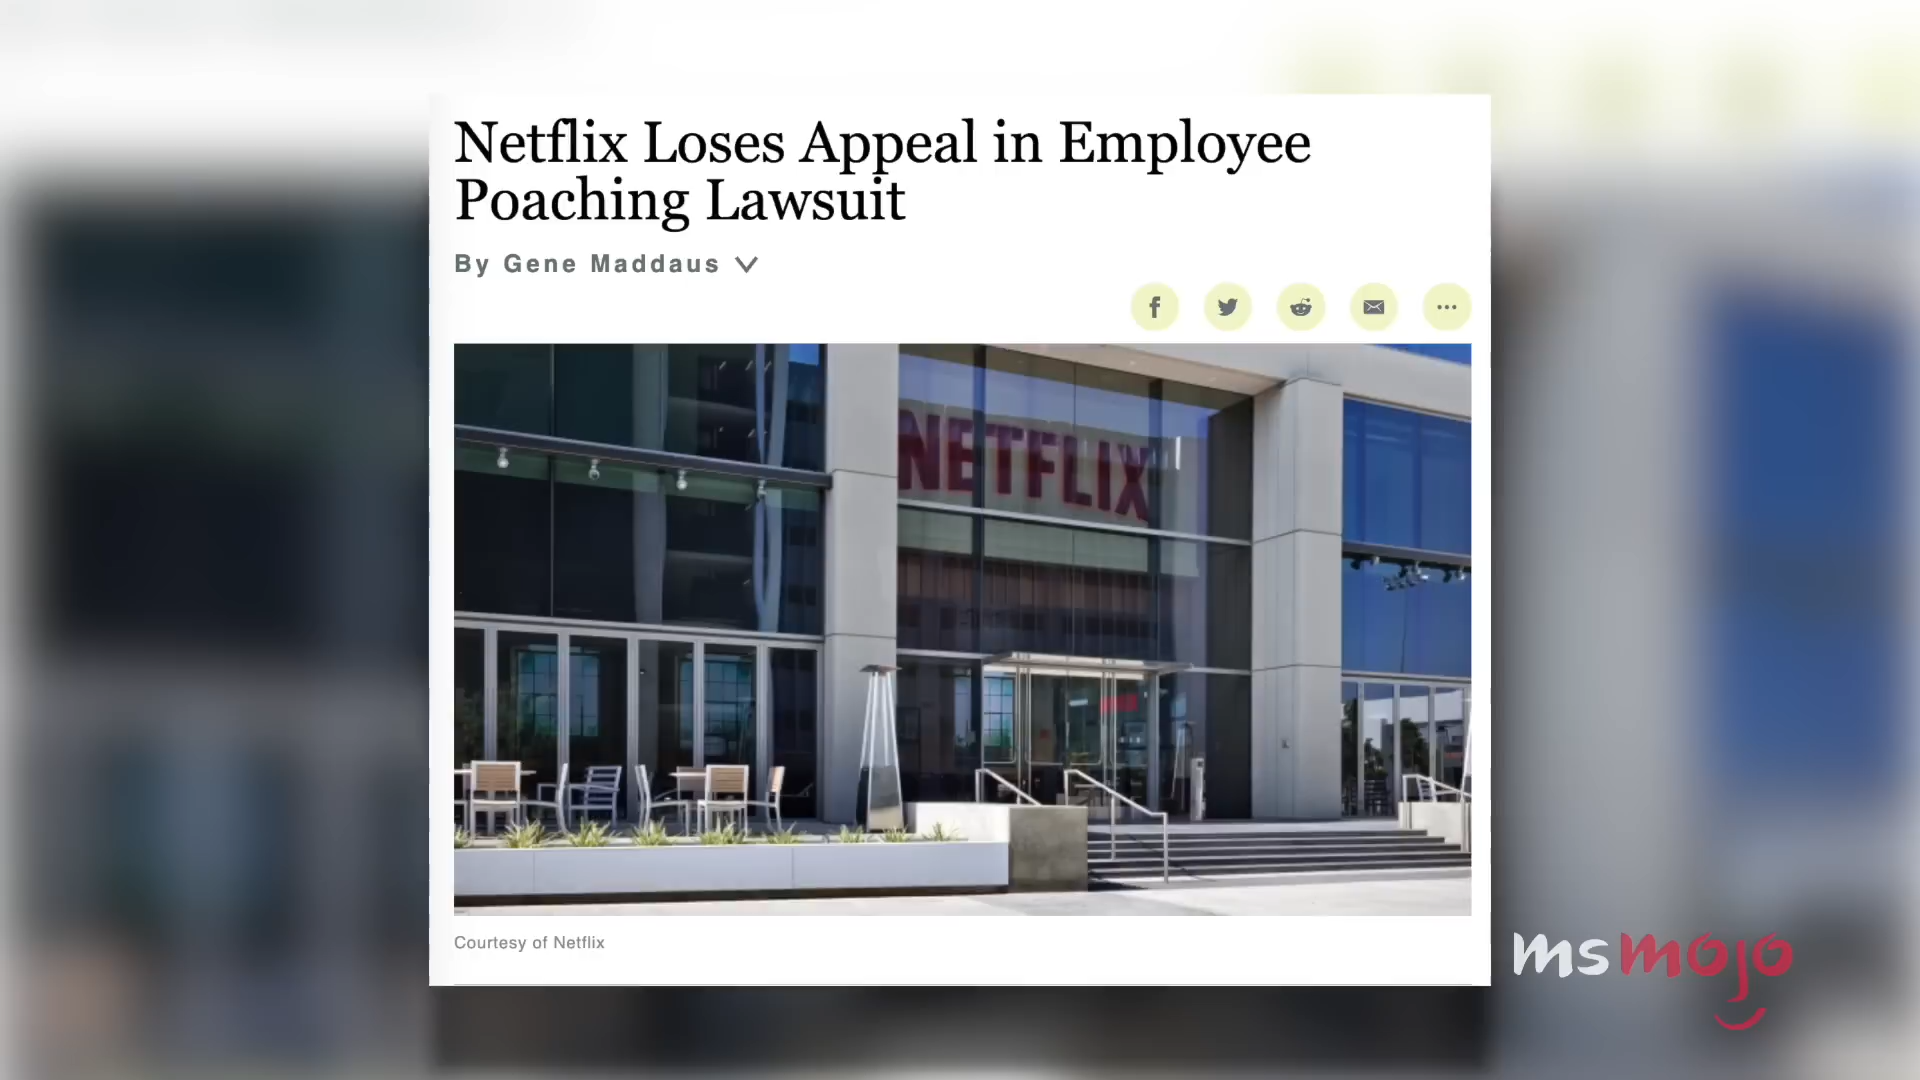 Netflix Loses Appeal in Employee
Poaching Lawsuit
By Gene Maddaus
NETFLIX
Courtesy of Netflix
msmojo